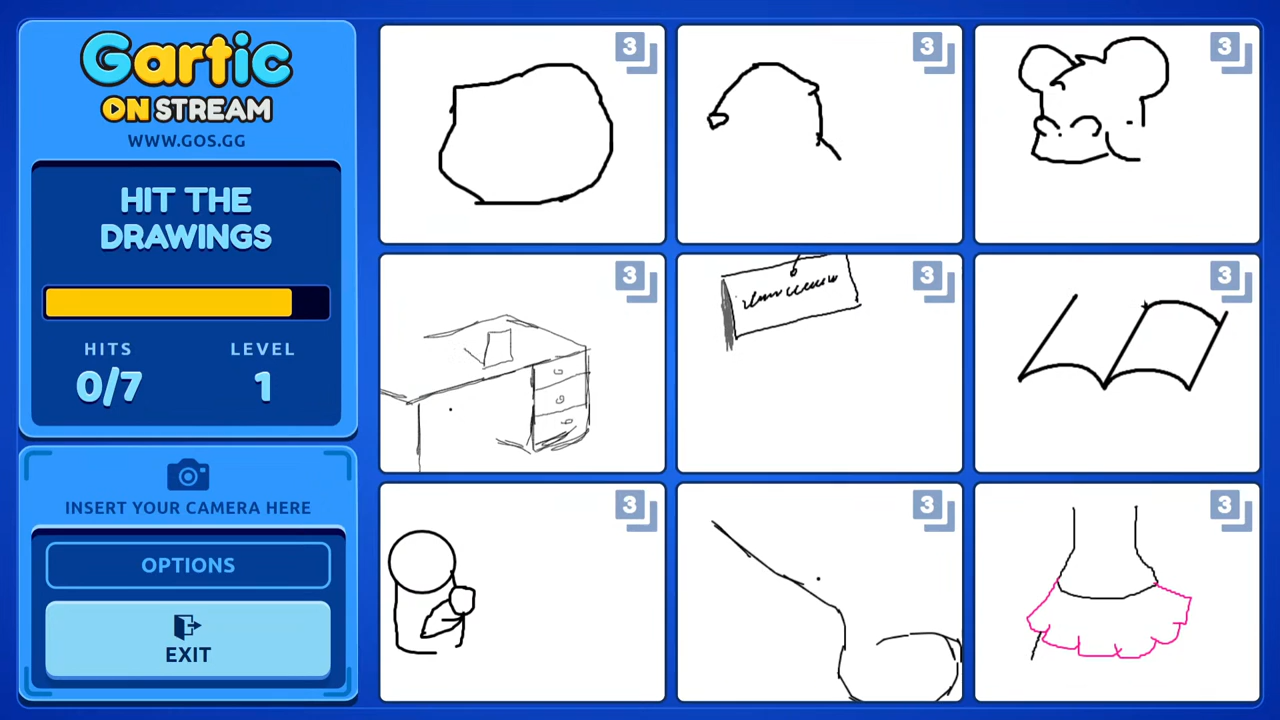 Gartic
ON STREAM
WWW.GOS.GG
HIT THE
DRAWINGS
HITS
LEVEL
0/7
1
INSERT YOUR CAMERA HERE
OPTIONS
EXIT
3
3
3
3
3
3
3
3
3